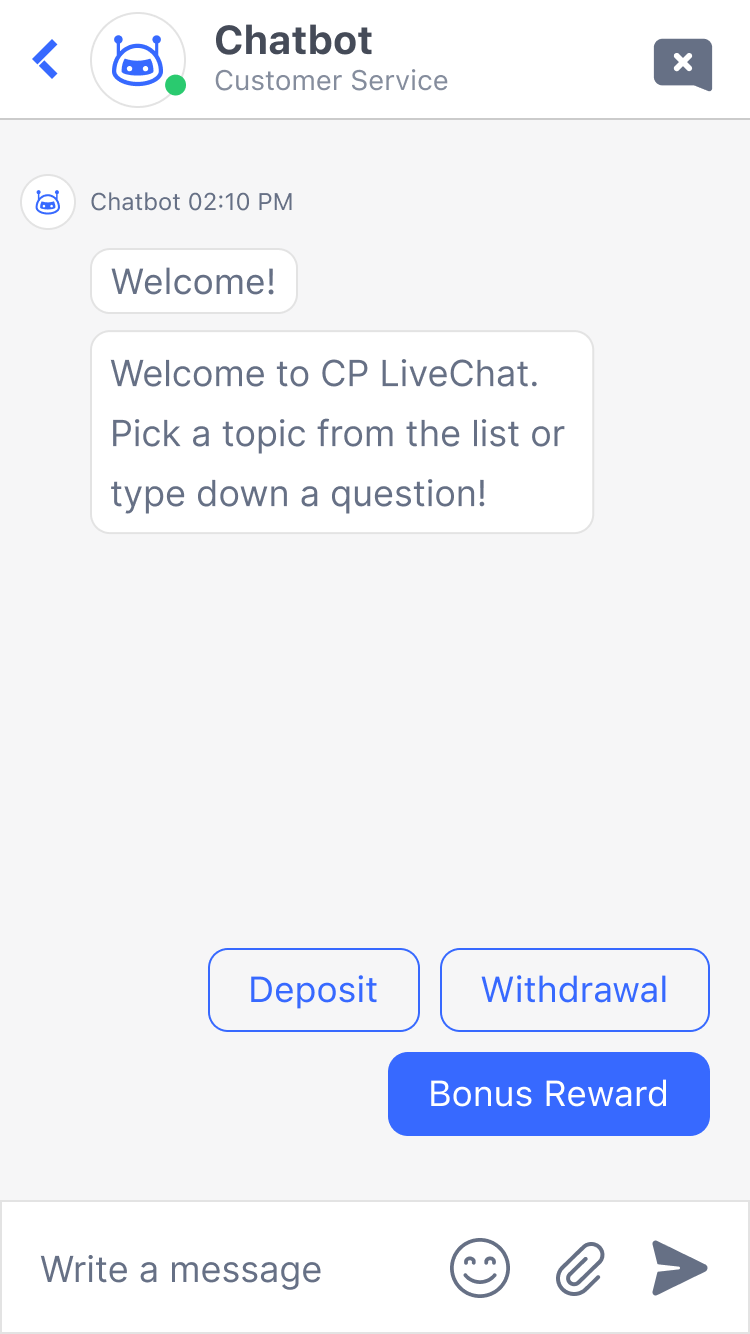 Chatbot
Customer Service
Chatbot 02:10 PM
Welcome!
Welcome to CP LiveChat.
Pick a topic from the list or
type down a question!
Deposit Withdrawal
Bonus Reward
Write a message